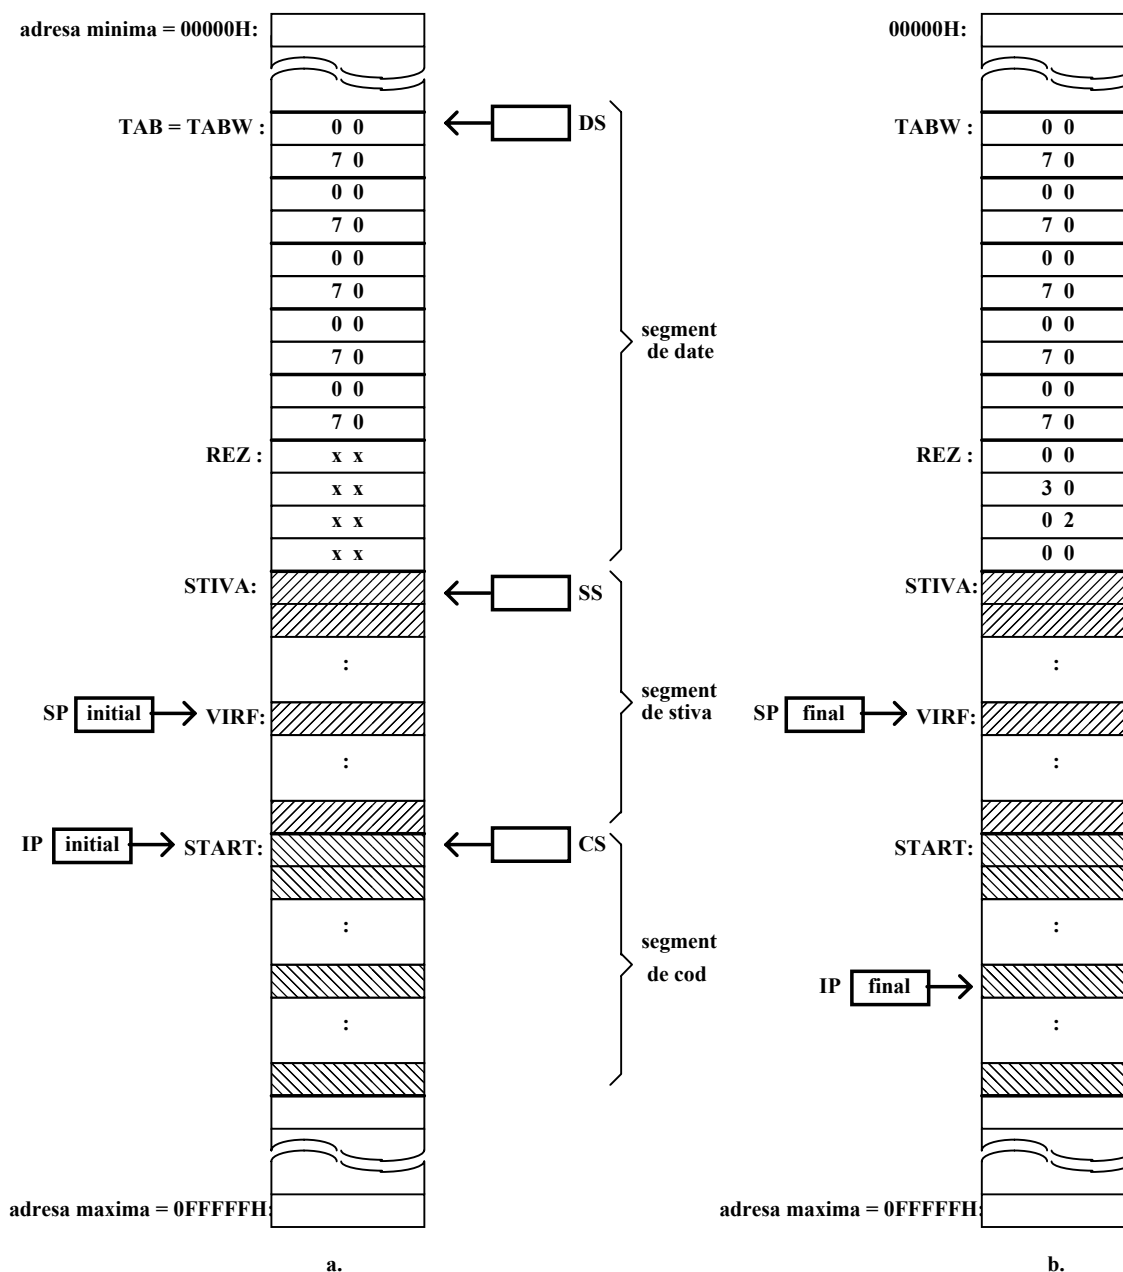 adresa minima = 00000H: 00000H:
TAB = TABW : 0 0 DS TABW : 0 0
7 0 7 0
0 0 0 0
7 0 7 0
0 0 0 0
7 0 7 0
0 0 segment 0 0
7 0 de date 7 0
0 0 0 0
7 0 7 0
REZ : x x REZ : 0 0
x x 3 0
x x 0 2
x x 0 0
STIVA: SS STIVA:
: :
segment
SP initial VIRF: de stiva SP final VIRF:
: :
IP initial START: CS START:
: :
segment
de cod
IP final
: :
adresa maxima = 0FFFFFH: adresa maxima = 0FFFFFH:
a. b.